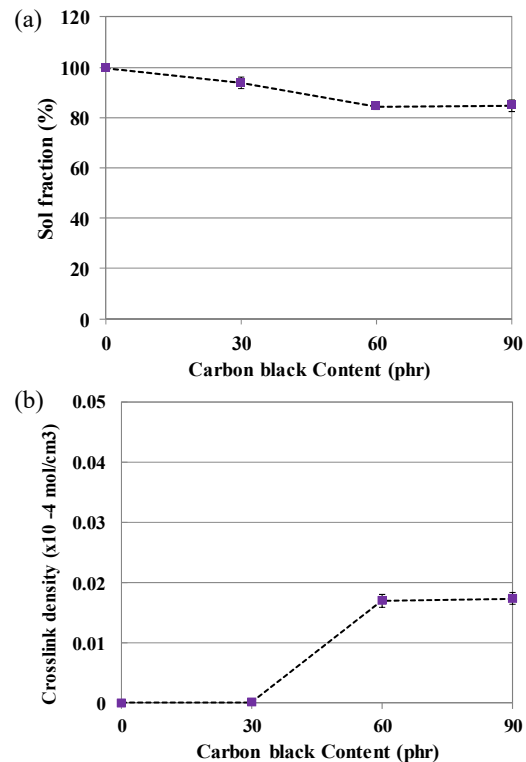 (a)
120
100
80
60
40
20
0
0 30 60 90
Sol fraction (%)
Carbon black Content (phr)
(b)
0.05
0.04
0.03
0.02
0.01
0
0 30 60 90
Crosslink density (x10 -4 mol/cm3)
Carbon black Content (phr)